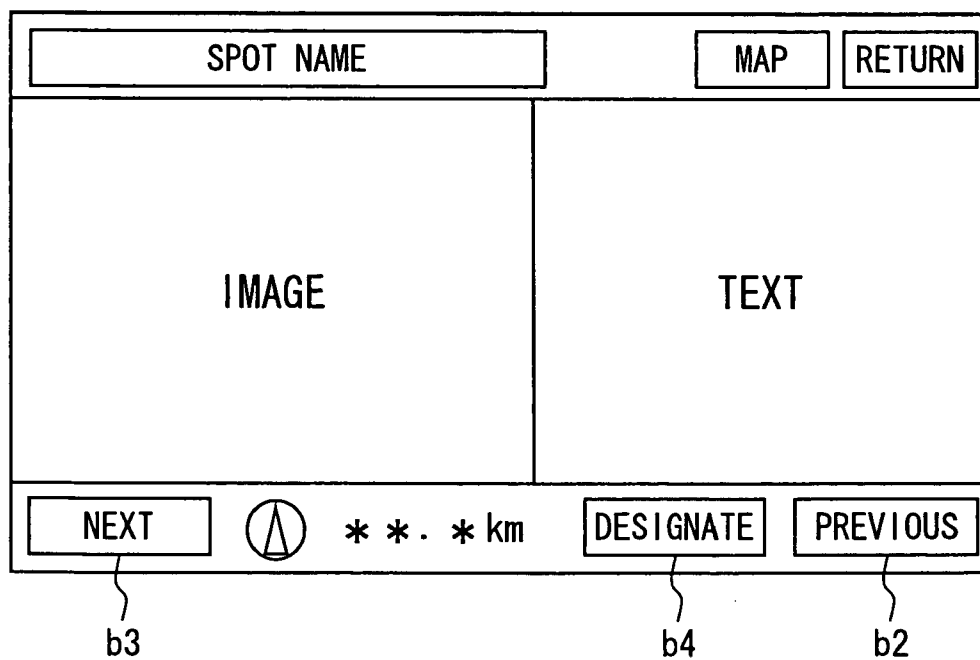 SPOT NAME MAP RETURN
IMAGE TEXT
NEXT **.*km DESIGNATE PREVIOUS
b3 b4 b2